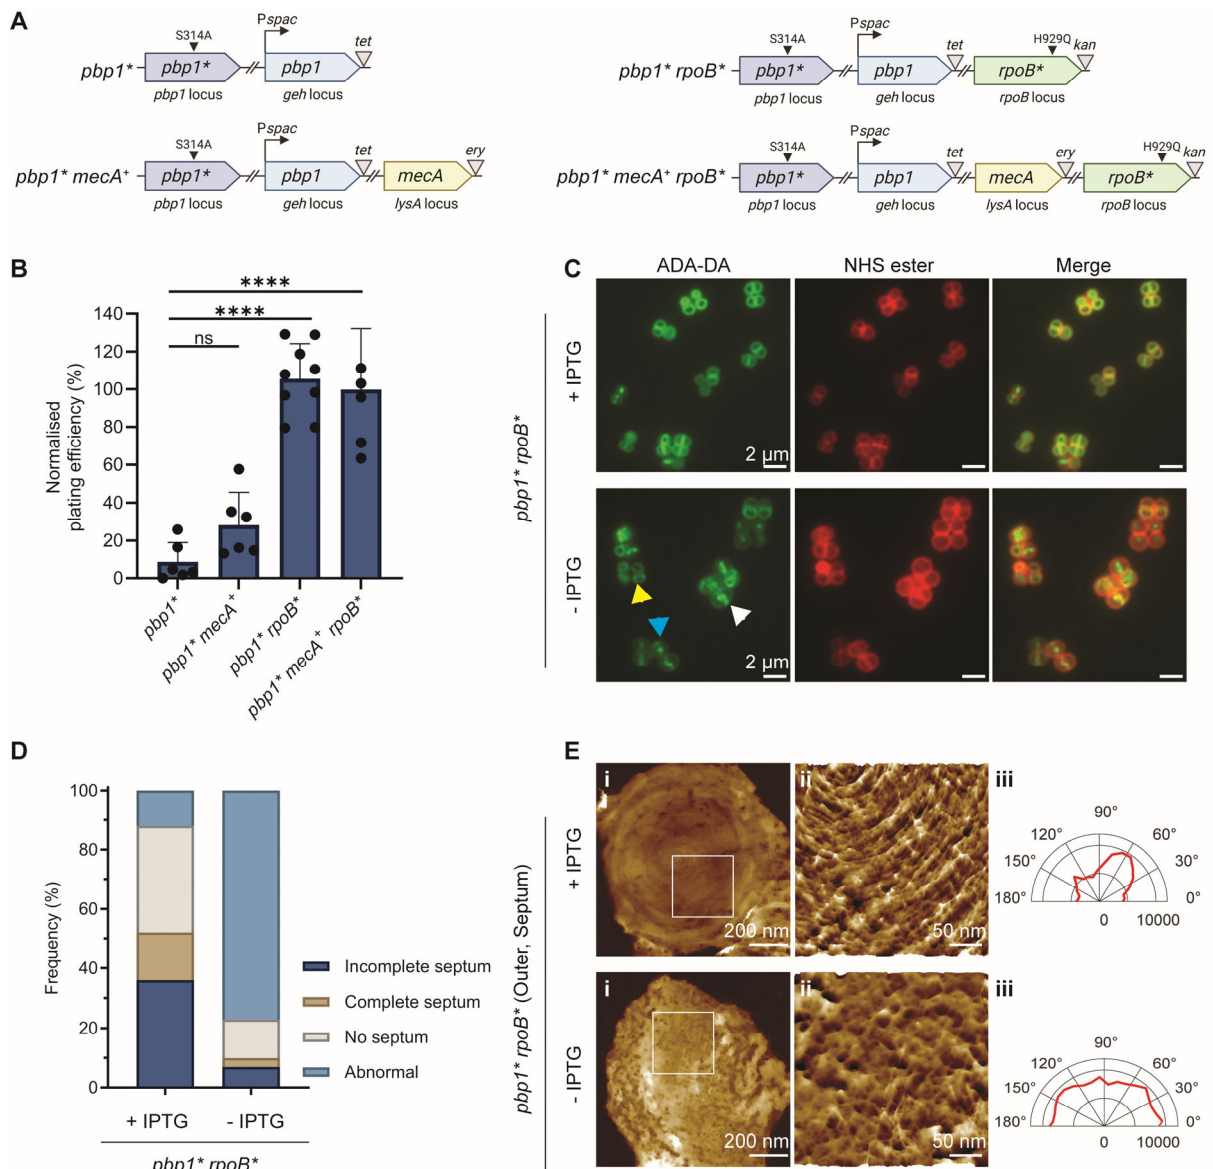 A
pbp1*
S314A
pbp1*
pbp1 locus
Pspac
pbp1
geh locus
tet
pbp1* mecA+
S314A
pbp1*
pbp1 locus
Pspac
pbp1
geh locus
tet
mecA
lysA locus
ery
pbp1* rpoB*
S314A
pbp1*
pbp1 locus
Pspac
pbp1
geh locus
tet
H929Q
rpoB*
rpoB locus
kan
pbp1* mecA+ rpoB*
S314A
pbp1*
pbp1 locus
Pspac
pbp1
geh locus
tet
mecA
lysA locus
ery
H929Q
rpoB*
rpoB locus
kan
B
Normalised
plating efficiency (%)
140
120
100
80
60
40
20
0
****
****
ns
pbp1*
pbp1* mecA+
pbp1* rpoB*
pbp1* mecA+ rpoB*
C
ADA-DA
NHS ester
Merge
pbp1* rpoB*
+ IPTG
2 µm
- IPTG
2 µm
D
Frequency (%)
100
80
60
40
20
0
+ IPTG
- IPTG
pbp1* rpoB*
Incomplete septum
Complete septum
No septum
Abnormal
E
pbp1* rpoB* (Outer, Septum)
+ IPTG
i
200 nm
ii
50 nm
iii
90°
120°
60°
150°
30°
180°
0°
0
10000
- IPTG
i
200 nm
ii
50 nm
iii
90°
120°
60°
150°
30°
180°
0°
0
10000